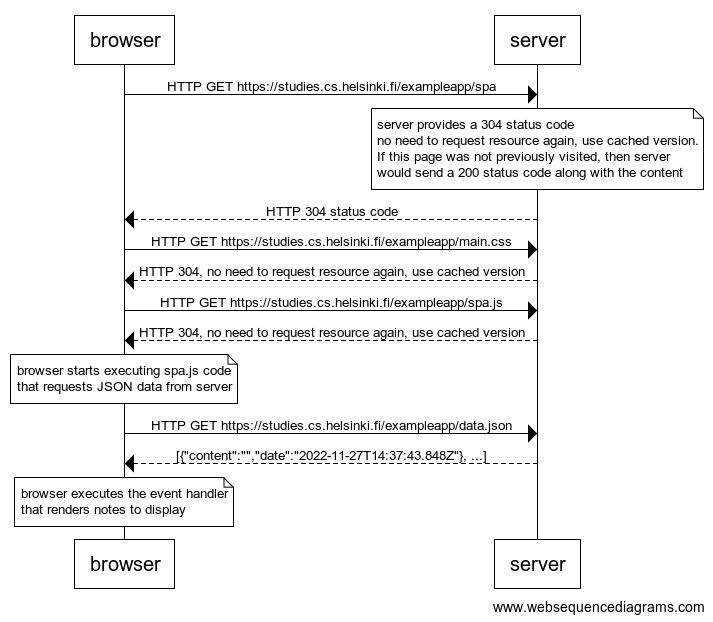 browser
server
HTTP GET https://studies.cs.helsinki.fi/exampleapp/spa
server provides a 304 status code
no need to request resource again, use cached version.
If this page was not previously visited, then server
would send a 200 status code along with the content
HTTP 304 status code
HTTP GET https://studies.cs.helsinki.fi/exampleapp/main.css
HTTP 304, no need to request resource again, use cached version
HTTP GET https://studies.cs.helsinki.fi/exampleapp/spa.js
HTTP 304, no need to request resource again, use cached version
browser starts executing spa.js code
that requests JSON data from server
HTTP GET https://studies.cs.helsinki.fi/exampleapp/data.json
[{"content":"","date":"2022-11-27T14:37:43.848Z"}, ...]
browser executes the event handler
that renders notes to display
browser
server
www.websequencediagrams.com